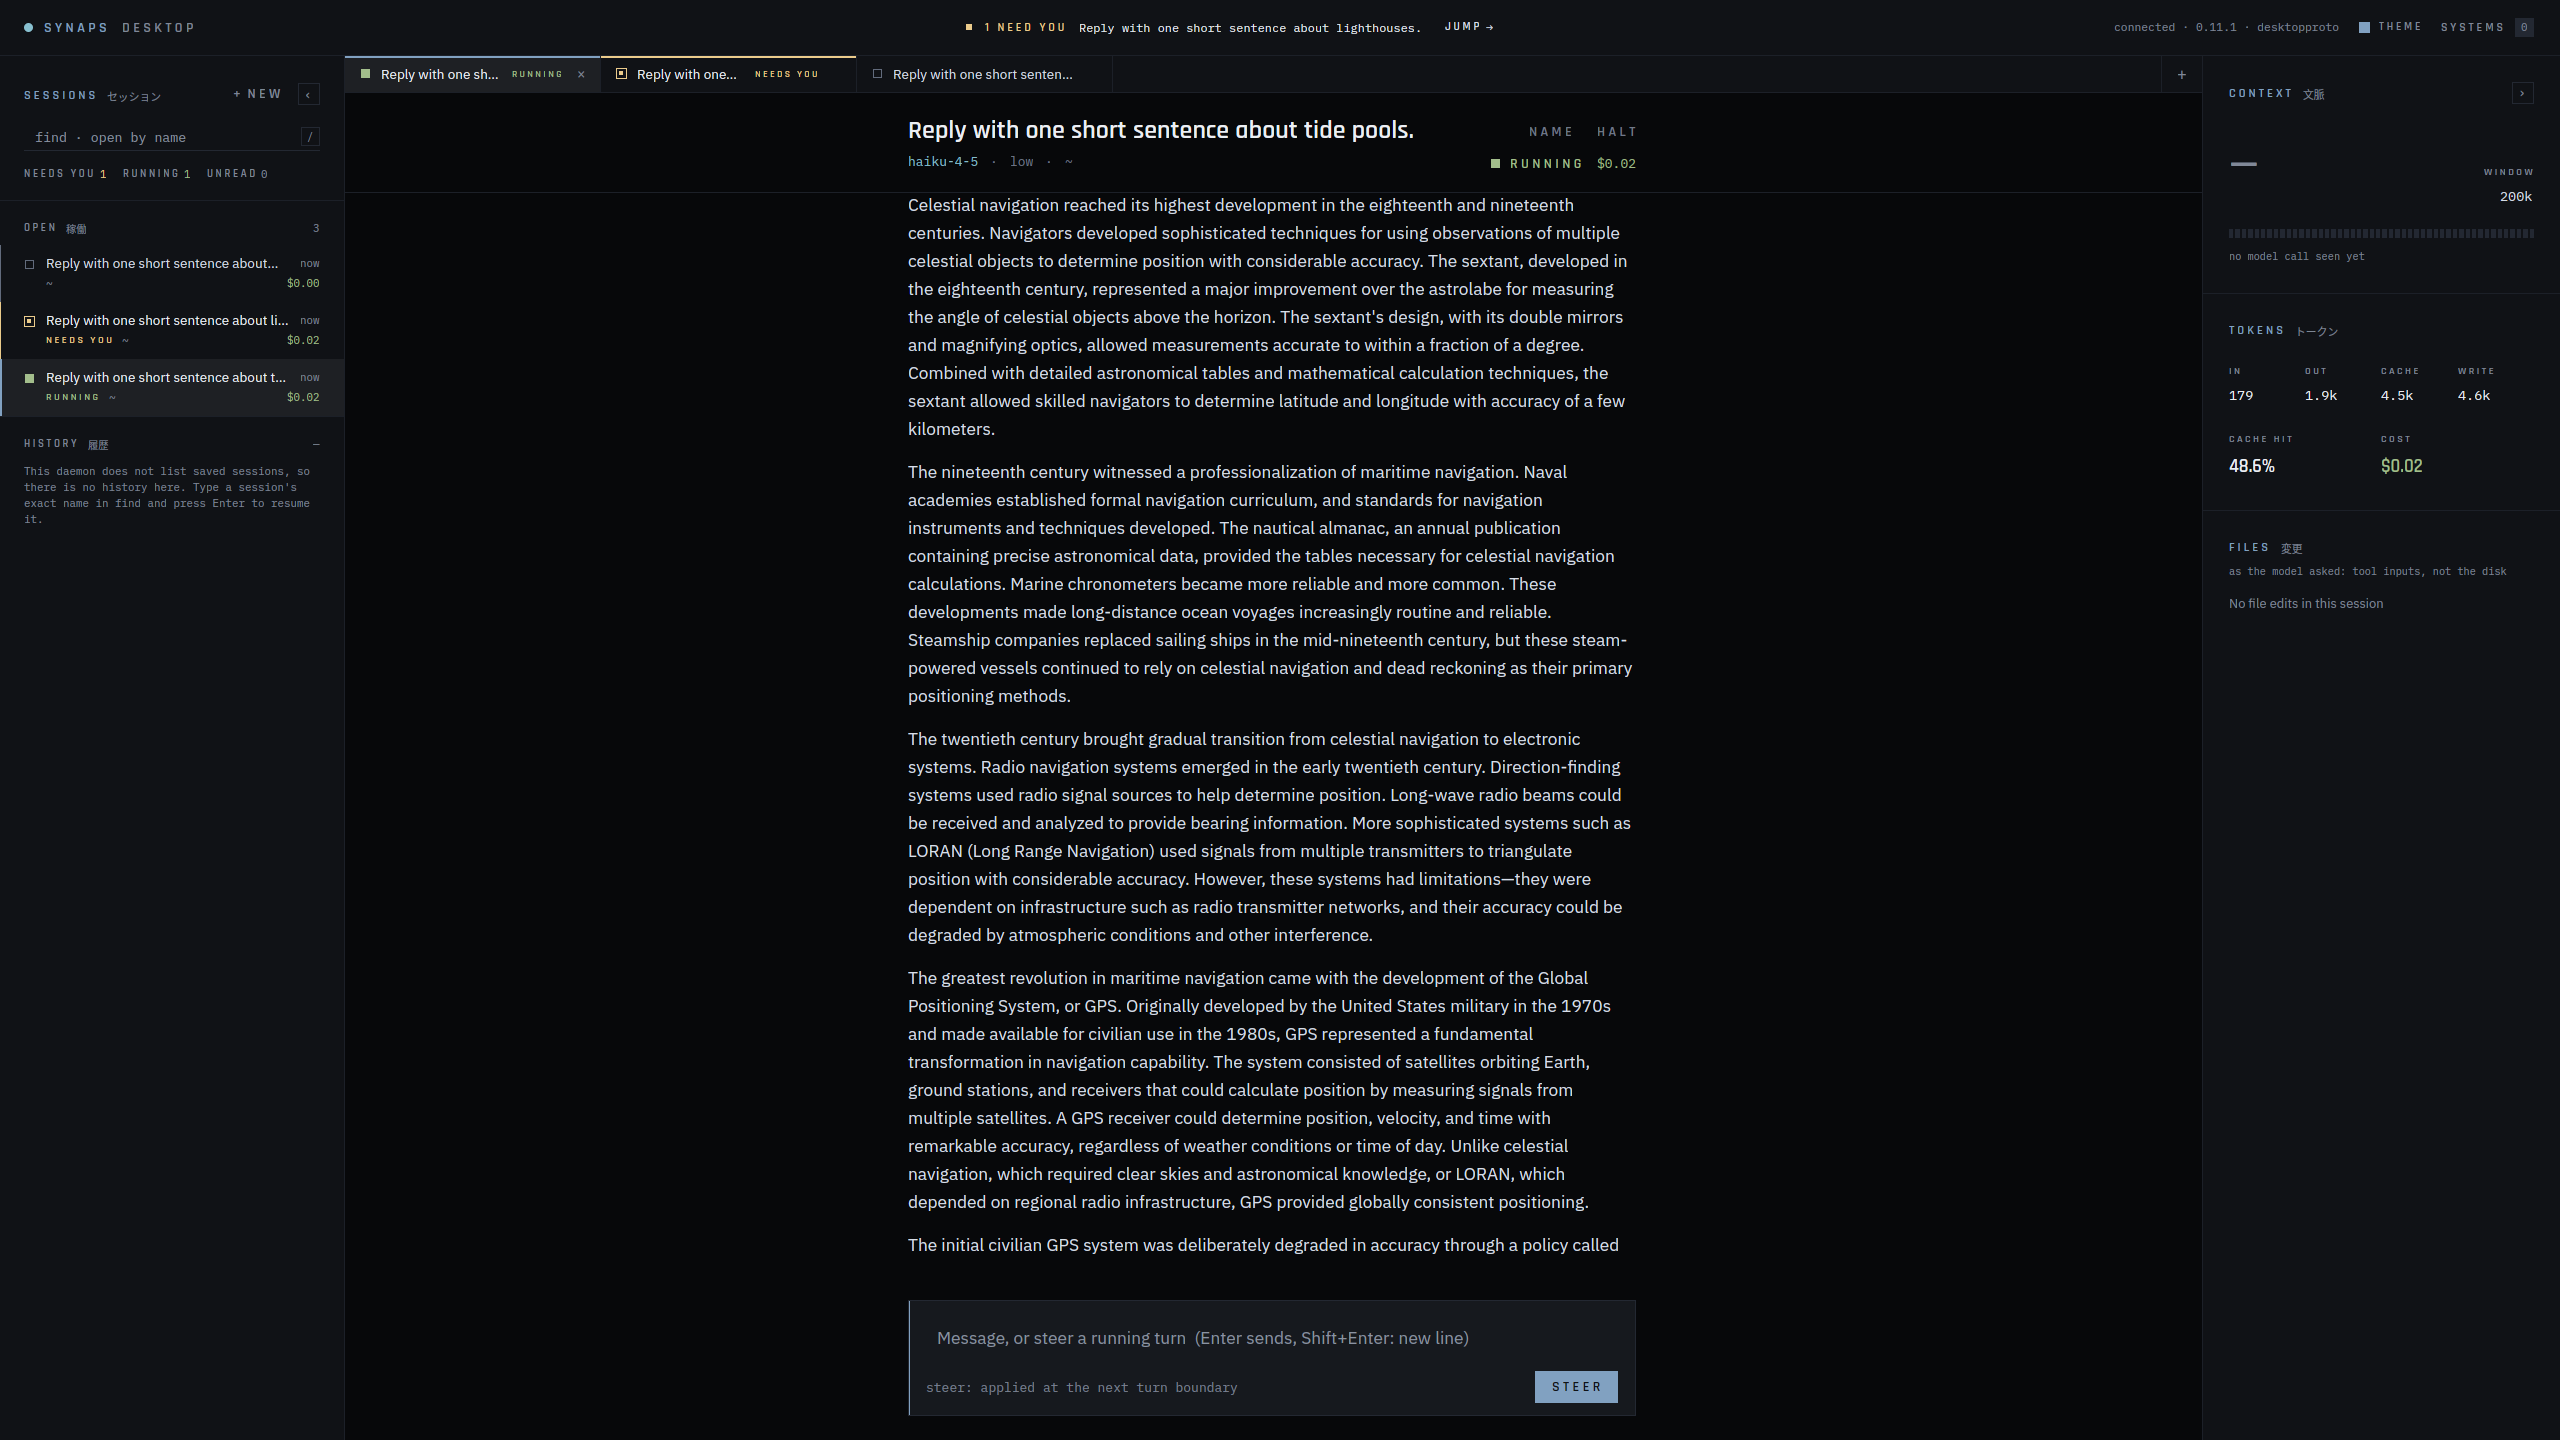 SYNAPS DESKTOP
1 NEED YOU Reply with one short sentence about lighthouses. JUMP →
connected · 0.11.1 · desktopproto THEME SYSTEMS 0
SESSIONS セッション + NEW ‹
find · open by name /
NEEDS YOU 1 RUNNING 1 UNREAD 0
OPEN 稼働 3
Reply with one short sentence about… now
~ $0.00
Reply with one short sentence about li… now
NEEDS YOU ~ $0.02
Reply with one short sentence about t… now
RUNNING ~ $0.02
HISTORY 履歴 —
This daemon does not list saved sessions, so
there is no history here. Type a session's
exact name in find and press Enter to resume
it.
Reply with one sh… RUNNING ×
Reply with one… NEEDS YOU
Reply with one short senten…
+
Reply with one short sentence about tide pools. NAME HALT
haiku-4-5 · low · ~ RUNNING $0.02
Celestial navigation reached its highest development in the eighteenth and nineteenth
centuries. Navigators developed sophisticated techniques for using observations of multiple
celestial objects to determine position with considerable accuracy. The sextant, developed in
the eighteenth century, represented a major improvement over the astrolabe for measuring
the angle of celestial objects above the horizon. The sextant's design, with its double mirrors
and magnifying optics, allowed measurements accurate to within a fraction of a degree.
Combined with detailed astronomical tables and mathematical calculation techniques, the
sextant allowed skilled navigators to determine latitude and longitude with accuracy of a few
kilometers.
The nineteenth century witnessed a professionalization of maritime navigation. Naval
academies established formal navigation curriculum, and standards for navigation
instruments and techniques developed. The nautical almanac, an annual publication
containing precise astronomical data, provided the tables necessary for celestial navigation
calculations. Marine chronometers became more reliable and more common. These
developments made long-distance ocean voyages increasingly routine and reliable.
Steamship companies replaced sailing ships in the mid-nineteenth century, but these steam-
powered vessels continued to rely on celestial navigation and dead reckoning as their primary
positioning methods.
The twentieth century brought gradual transition from celestial navigation to electronic
systems. Radio navigation systems emerged in the early twentieth century. Direction-finding
systems used radio signal sources to help determine position. Long-wave radio beams could
be received and analyzed to provide bearing information. More sophisticated systems such as
LORAN (Long Range Navigation) used signals from multiple transmitters to triangulate
position with considerable accuracy. However, these systems had limitations—they were
dependent on infrastructure such as radio transmitter networks, and their accuracy could be
degraded by atmospheric conditions and other interference.
The greatest revolution in maritime navigation came with the development of the Global
Positioning System, or GPS. Originally developed by the United States military in the 1970s
and made available for civilian use in the 1980s, GPS represented a fundamental
transformation in navigation capability. The system consisted of satellites orbiting Earth,
ground stations, and receivers that could calculate position by measuring signals from
multiple satellites. A GPS receiver could determine position, velocity, and time with
remarkable accuracy, regardless of weather conditions or time of day. Unlike celestial
navigation, which required clear skies and astronomical knowledge, or LORAN, which
depended on regional radio infrastructure, GPS provided globally consistent positioning.
The initial civilian GPS system was deliberately degraded in accuracy through a policy called
Message, or steer a running turn (Enter sends, Shift+Enter: new line)
steer: applied at the next turn boundary STEER
CONTEXT 文脈 ›
—
WINDOW
200k
no model call seen yet
TOKENS トークン
IN OUT CACHE WRITE
179 1.9k 4.5k 4.6k
CACHE HIT COST
48.6% $0.02
FILES 変更
as the model asked: tool inputs, not the disk
No file edits in this session